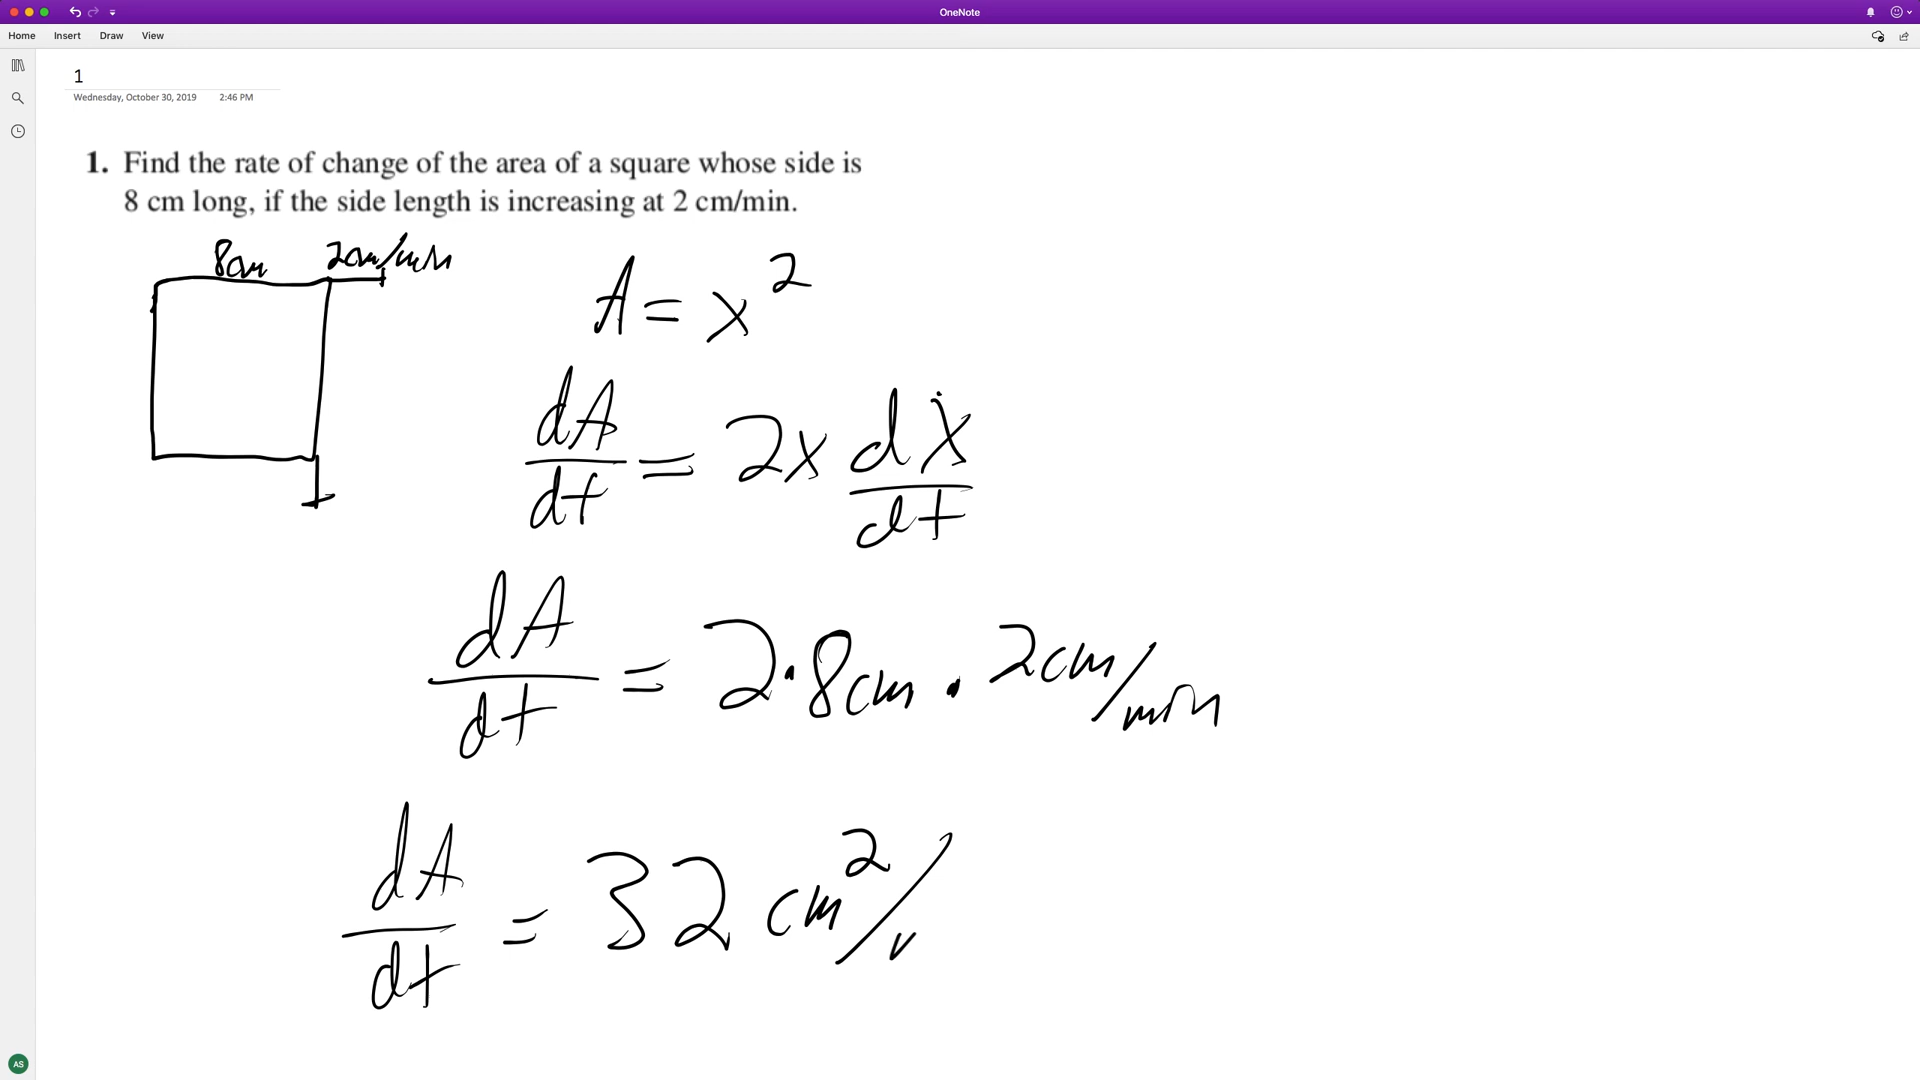 OneNote
Home Insert Draw View
1
Wednesday, October 30, 2019 2:46 PM
1. Find the rate of change of the area of a square whose side is
8 cm long, if the side length is increasing at 2 cm/min.
8cm 2cm/min
A = x²
dA/dt = 2x dx/dt
dA/dt = 2·8cm · 2cm/min
dA/dt = 32 cm²/
AS